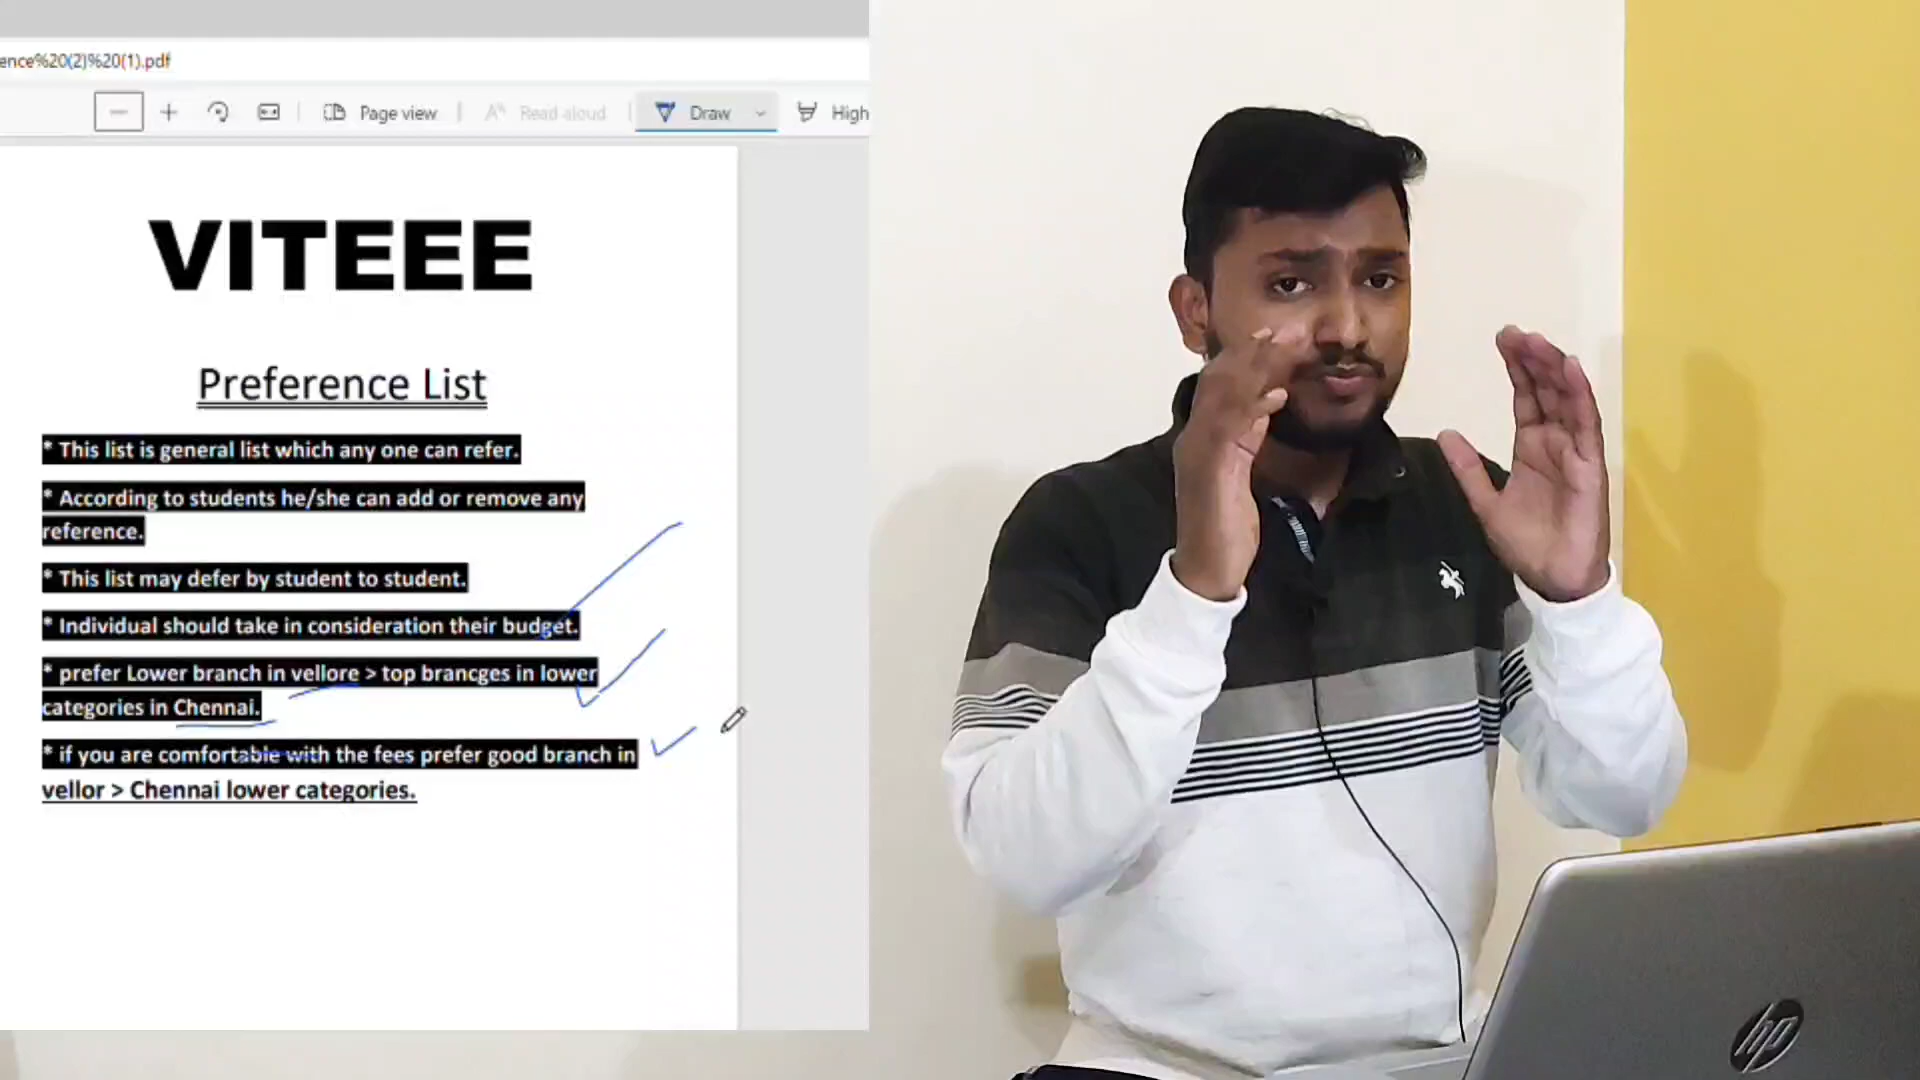 ence%20(2)%20(1).pdf
Page view
Read aloud
Draw
High
VITEEE
Preference List
* This list is general list which any one can refer.
* According to students he/she can add or remove any
reference.
* This list may defer by student to student.
* Individual should take in consideration their budget.
* prefer Lower branch in vellore > top brancges in lower
categories in Chennai.
* if you are comfortable with the fees prefer good branch in
vellor > Chennai lower categories.
hp